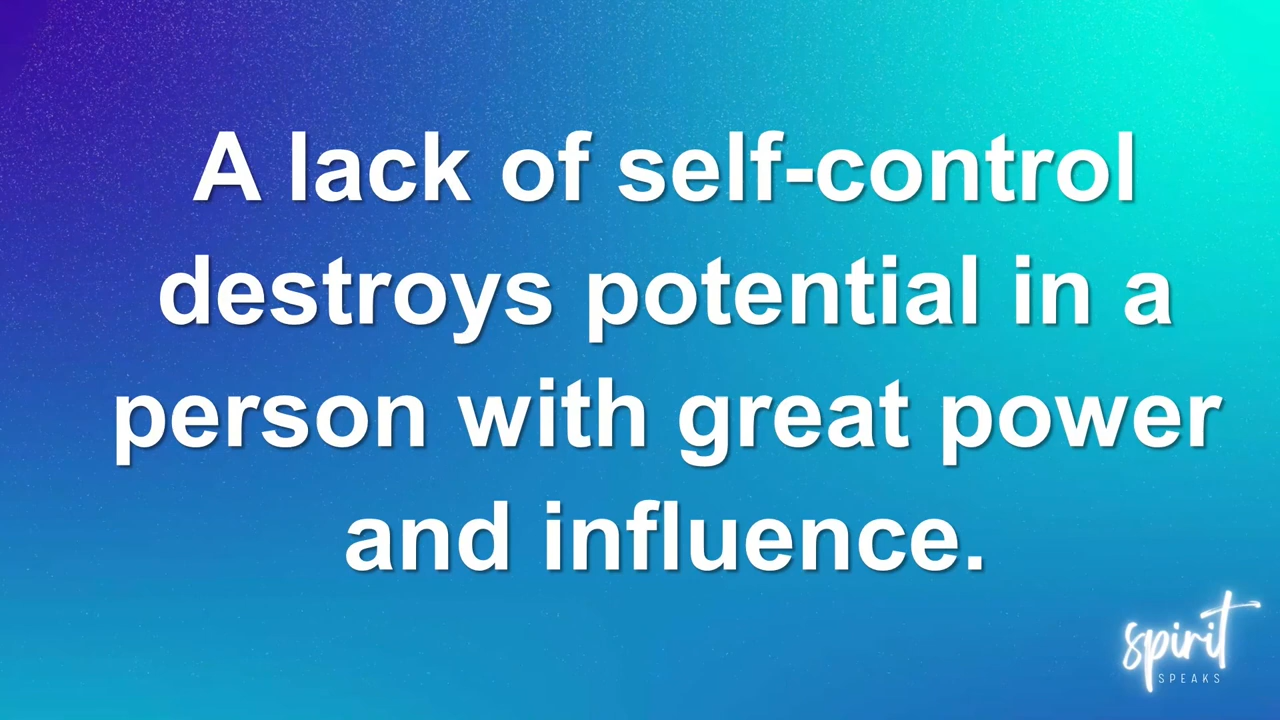 A lack of self-control
destroys potential in a
person with great power
and influence.
spirit
SPEAKS